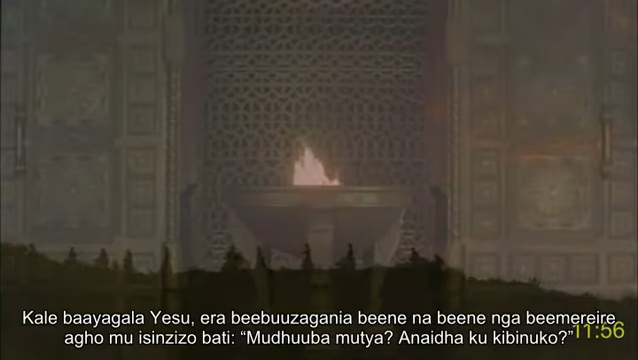 Kale baayagala Yesu, era beebuuzagania beene na beene nga beemereire
agho mu isinzizo bati: “Mudhuuba mutya? Anaidha ku kibinuko?”
11:56